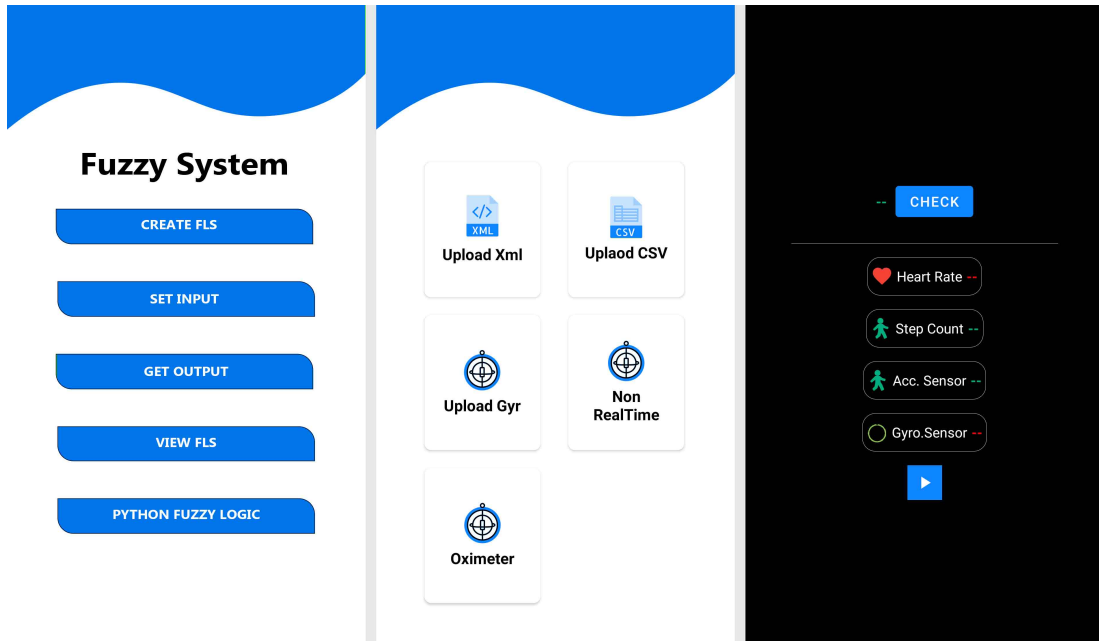 Fuzzy System
CREATE FLS
SET INPUT
GET OUTPUT
VIEW FLS
PYTHON FUZZY LOGIC
</>
XML
Upload Xml
CSV
Uplaod CSV
Upload Gyr
Non
RealTime
Oximeter
-- CHECK
Heart Rate --
Step Count --
Acc. Sensor --
Gyro.Sensor --